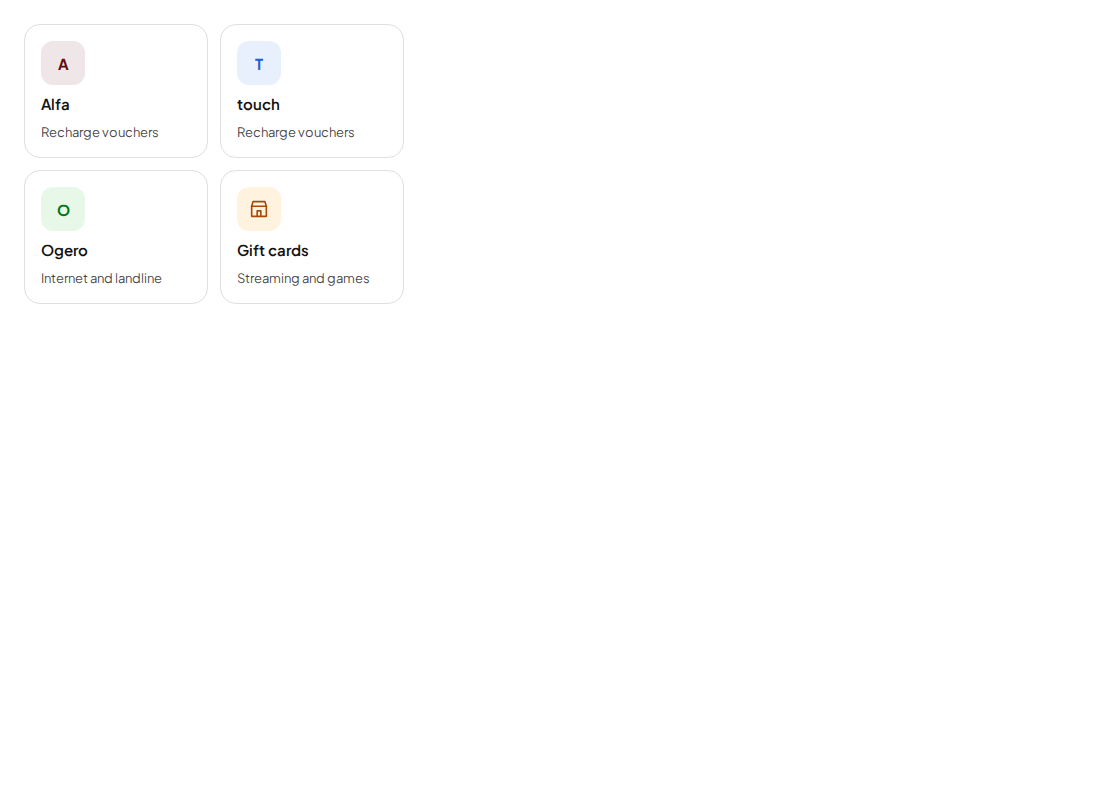 A
Alfa
Recharge vouchers
T
touch
Recharge vouchers
O
Ogero
Internet and landline
Gift cards
Streaming and games